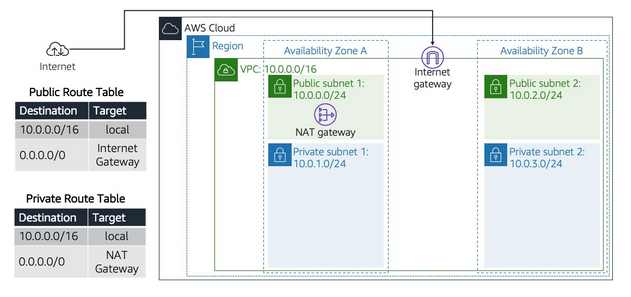 AWS Cloud
Region
Availability Zone A
Availability Zone B
Internet
VPC: 10.0.0.0/16
Internet
gateway
Public subnet 1:
10.0.0.0/24
Public subnet 2:
10.0.2.0/24
NAT gateway
Private subnet 1:
10.0.1.0/24
Private subnet 2:
10.0.3.0/24
Public Route Table
Destination Target
10.0.0.0/16 local
0.0.0.0/0 Internet
Gateway
Private Route Table
Destination Target
10.0.0.0/16 local
0.0.0.0/0 NAT
Gateway